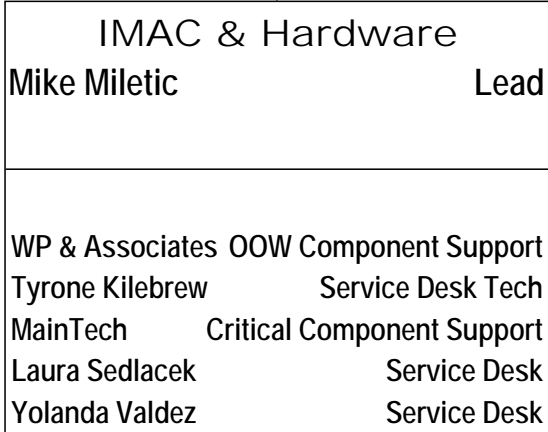 IMAC & Hardware
Mike Miletic Lead
WP & Associates OOW Component Support
Tyrone Kilebrew Service Desk Tech
MainTech Critical Component Support
Laura Sedlacek Service Desk
Yolanda Valdez Service Desk